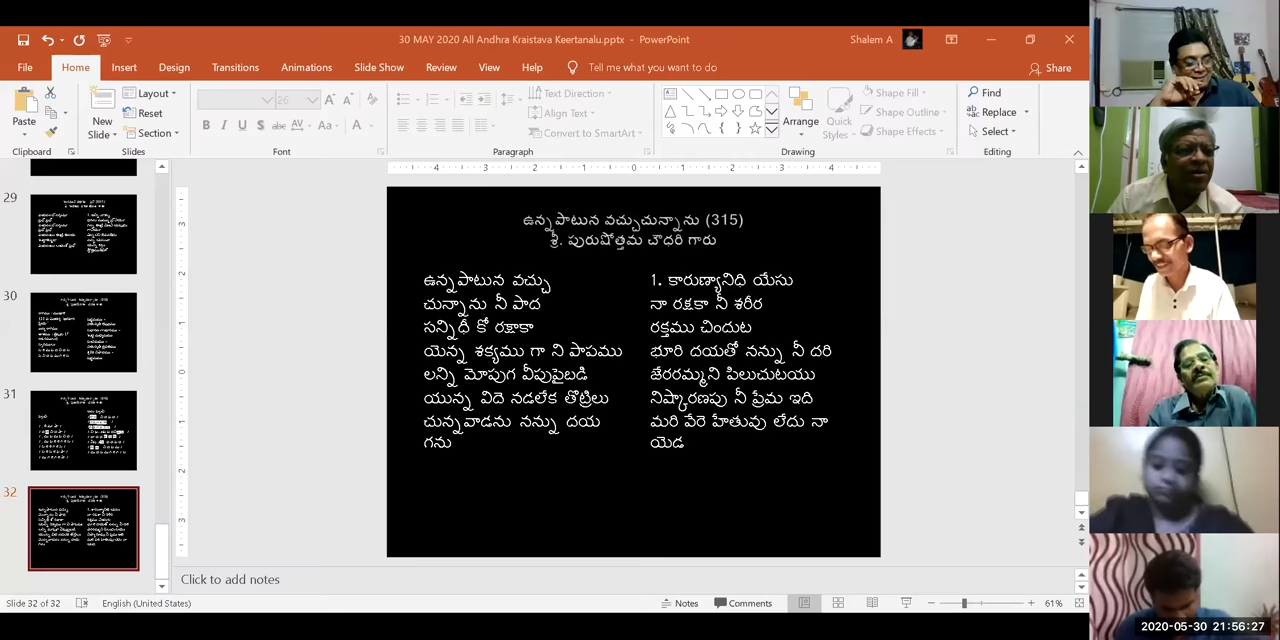 30 MAY 2020 All Andhra Kraistava Keertanalu.pptx - PowerPoint
Shalem A
File Home Insert Design Transitions Animations Slide Show Review View Help Tell me what you want to do Share
Paste
Clipboard
New Slide
Layout
Reset
Section
Slides
26
Font
Text Direction
Align Text
Convert to SmartArt
Paragraph
Arrange
Quick Styles
Shape Fill
Shape Outline
Shape Effects
Drawing
Find
Replace
Select
Editing
29
30
31
32
ఉన్నపాటున వచ్చుచున్నాను (315)
శ్రీ. పురుషోత్తమ చౌదరి గారు
ఉన్నపాటున వచ్చు
చున్నాను నీ పాద
సన్నిధి కో రక్షకా
యెన్న శక్యము గా ని పాపము
లన్ని మోపుగ వీపుపైబడి
యున్న విదె నడలేక తొట్రిలు
చున్నవాడను నన్ను దయ
గను
1. కారుణ్యనిధి యేసు
నా రక్షకా నీ శరీర
రక్తము చిందుట
భూరి దయతో నన్ను నీ దరి
జేరరమ్మని పిలుచుటయు
నిష్కారణపు నీ ప్రేమ ఇది
మరి వేరె హేతువు లేదు నా
యెడ
Click to add notes
Slide 32 of 32 English (United States) Notes Comments 61%
2020-05-30 21:56:27